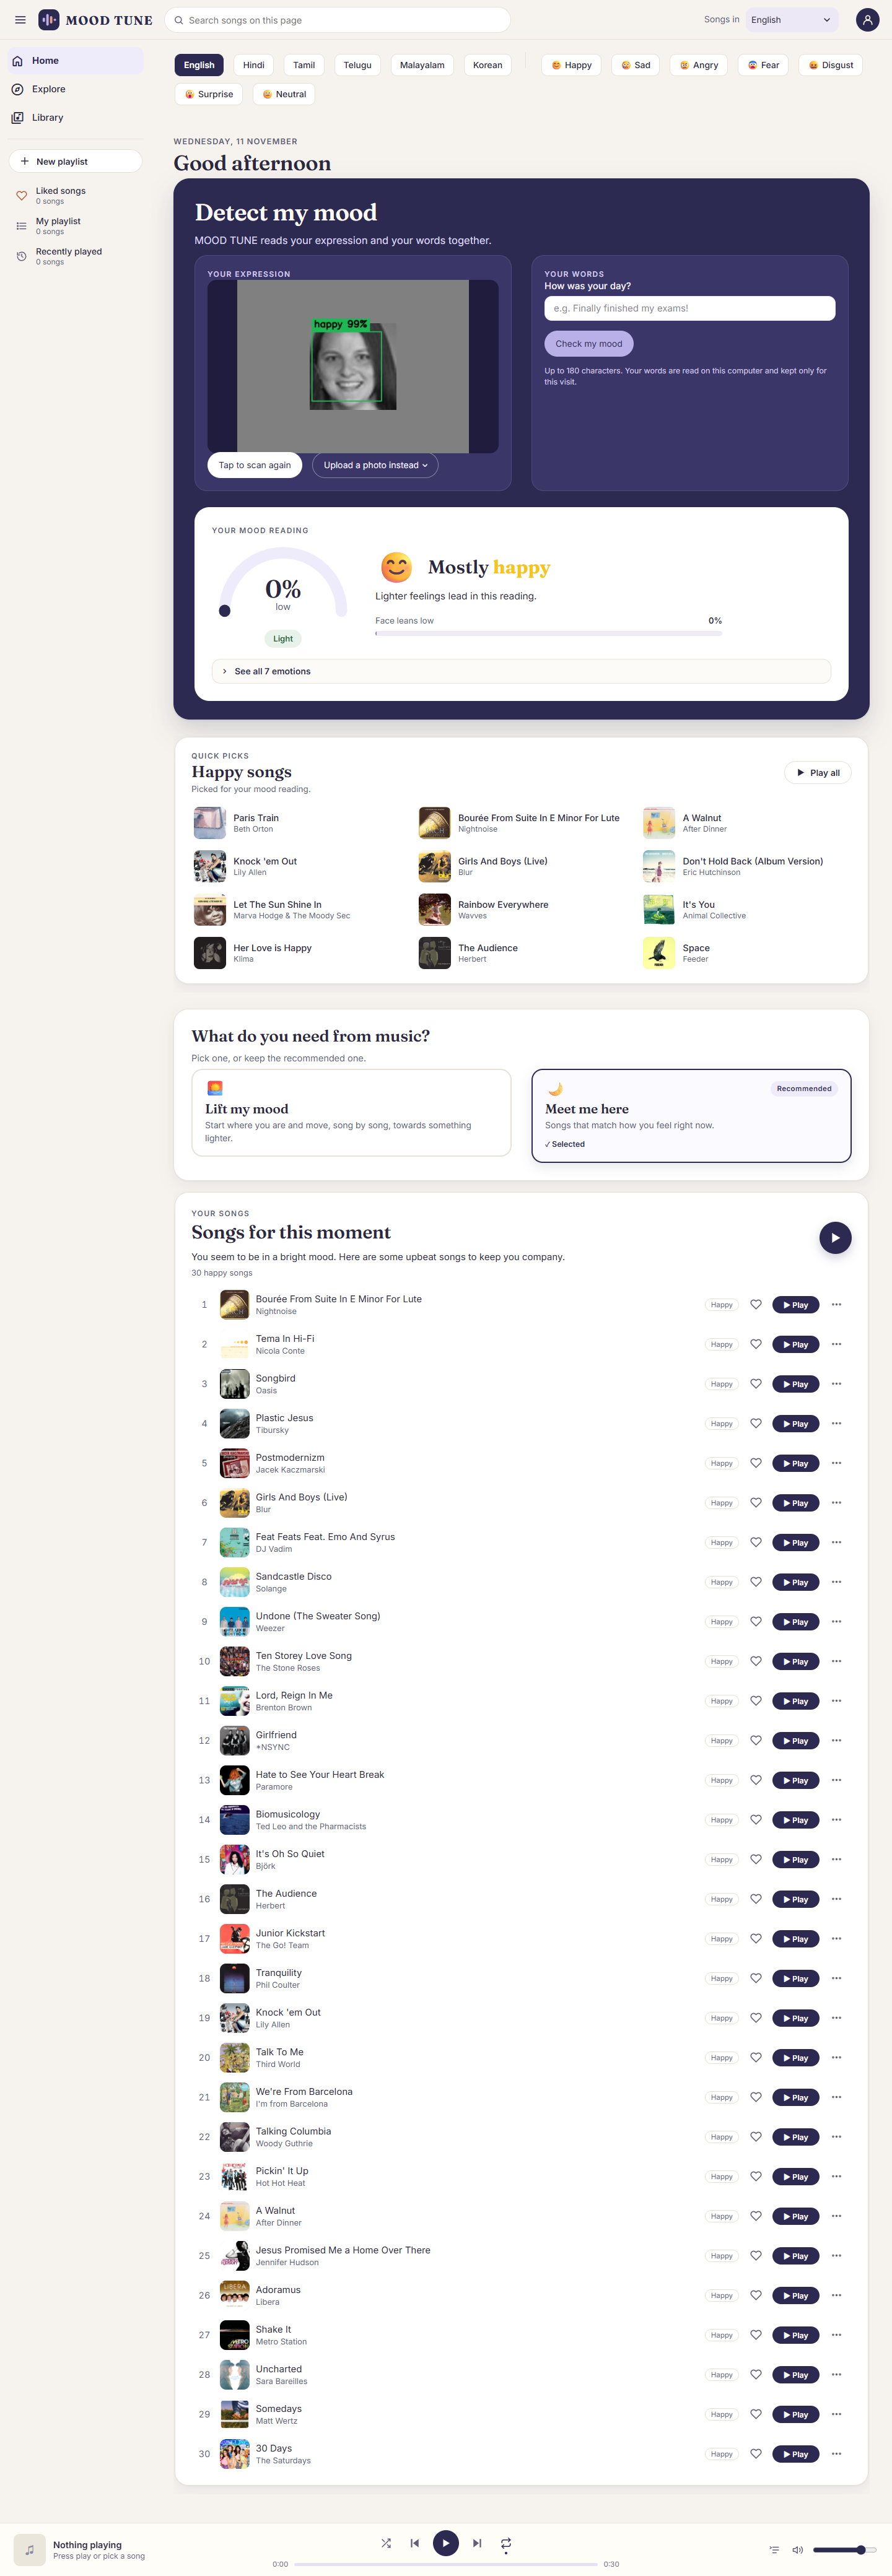 MOOD TUNE
Search songs on this page
Songs in
English
Home
Explore
Library
New playlist
Liked songs
0 songs
My playlist
0 songs
Recently played
0 songs
English Hindi Tamil Telugu Malayalam Korean Happy Sad Angry Fear Disgust
Surprise Neutral
WEDNESDAY, 11 NOVEMBER
Good afternoon
Detect my mood
MOOD TUNE reads your expression and your words together.
YOUR EXPRESSION
happy 99%
Tap to scan again
Upload a photo instead
YOUR WORDS
How was your day?
e.g. Finally finished my exams!
Check my mood
Up to 180 characters. Your words are read on this computer and kept only for
this visit.
YOUR MOOD READING
0%
low
Light
Mostly happy
Lighter feelings lead in this reading.
Face leans low 0%
See all 7 emotions
QUICK PICKS
Happy songs
Picked for your mood reading.
Play all
Paris Train
Beth Orton
Bourée From Suite In E Minor For Lute
Nightnoise
A Walnut
After Dinner
Knock 'em Out
Lily Allen
Girls And Boys (Live)
Blur
Don't Hold Back (Album Version)
Eric Hutchinson
Let The Sun Shine In
Marva Hodge & The Moody Sec
Rainbow Everywhere
Wavves
It's You
Animal Collective
Her Love is Happy
Klima
The Audience
Herbert
Space
Feeder
What do you need from music?
Pick one, or keep the recommended one.
Lift my mood
Start where you are and move, song by song, towards something
lighter.
Recommended
Meet me here
Songs that match how you feel right now.
✓ Selected
YOUR SONGS
Songs for this moment
You seem to be in a bright mood. Here are some upbeat songs to keep you company.
30 happy songs
1 Bourée From Suite In E Minor For Lute Happy Play
Nightnoise
2 Tema In Hi-Fi Happy Play
Nicola Conte
3 Songbird Happy Play
Oasis
4 Plastic Jesus Happy Play
Tibursky
5 Postmodernizm Happy Play
Jacek Kaczmarski
6 Girls And Boys (Live) Happy Play
Blur
7 Feat Feats Feat. Emo And Syrus Happy Play
DJ Vadim
8 Sandcastle Disco Happy Play
Solange
9 Undone (The Sweater Song) Happy Play
Weezer
10 Ten Storey Love Song Happy Play
The Stone Roses
11 Lord, Reign In Me Happy Play
Brenton Brown
12 Girlfriend Happy Play
*NSYNC
13 Hate to See Your Heart Break Happy Play
Paramore
14 Biomusicology Happy Play
Ted Leo and the Pharmacists
15 It's Oh So Quiet Happy Play
Björk
16 The Audience Happy Play
Herbert
17 Junior Kickstart Happy Play
The Go! Team
18 Tranquility Happy Play
Phil Coulter
19 Knock 'em Out Happy Play
Lily Allen
20 Talk To Me Happy Play
Third World
21 We're From Barcelona Happy Play
I'm from Barcelona
22 Talking Columbia Happy Play
Woody Guthrie
23 Pickin' It Up Happy Play
Hot Hot Heat
24 A Walnut Happy Play
After Dinner
25 Jesus Promised Me a Home Over There Happy Play
Jennifer Hudson
26 Adoramus Happy Play
Libera
27 Shake It Happy Play
Metro Station
28 Uncharted Happy Play
Sara Bareilles
29 Somedays Happy Play
Matt Wertz
30 30 Days Happy Play
The Saturdays
Nothing playing
Press play or pick a song
0:00 0:30